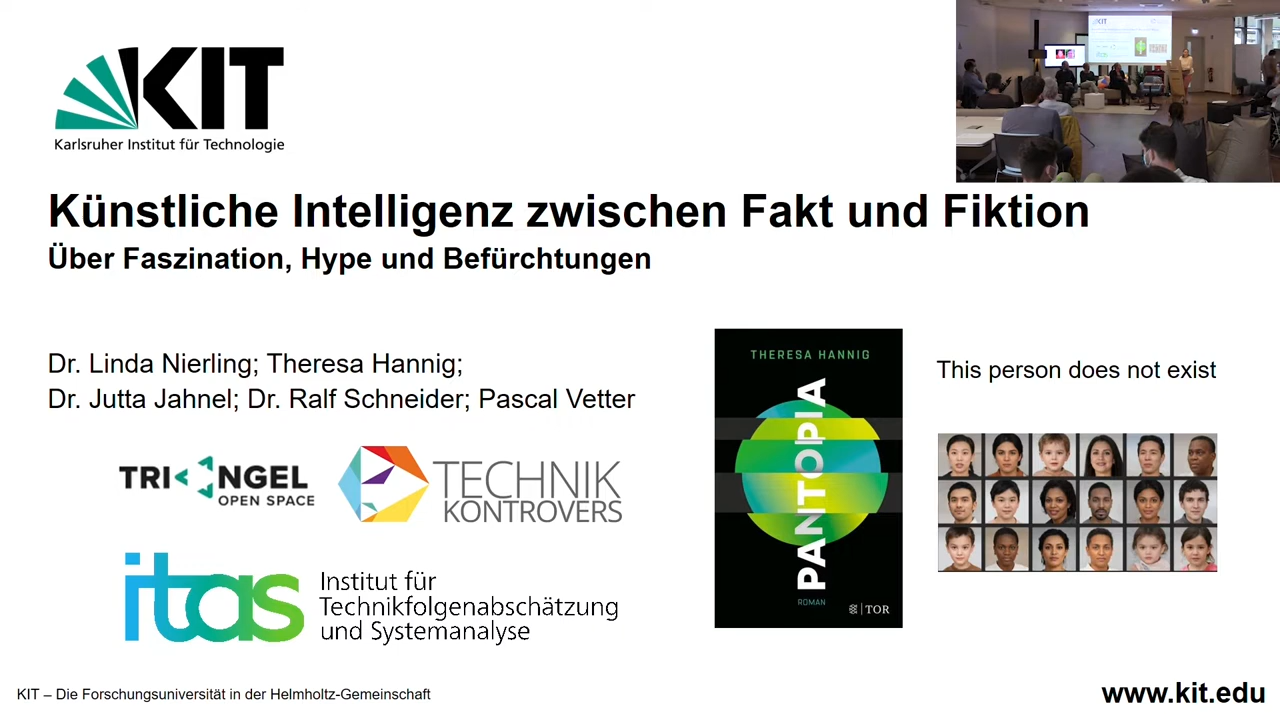 KIT
Karlsruher Institut für Technologie
Künstliche Intelligenz zwischen Fakt und Fiktion
Über Faszination, Hype und Befürchtungen
Dr. Linda Nierling; Theresa Hannig;
Dr. Jutta Jahnel; Dr. Ralf Schneider; Pascal Vetter
TRI NGEL
OPEN SPACE
TECHNIK
KONTROVERS
itas
Institut für
Technikfolgenabschätzung
und Systemanalyse
THERESA HANNIG
PANTOPIA
ROMAN
TOR
This person does not exist
KIT – Die Forschungsuniversität in der Helmholtz-Gemeinschaft
www.kit.edu